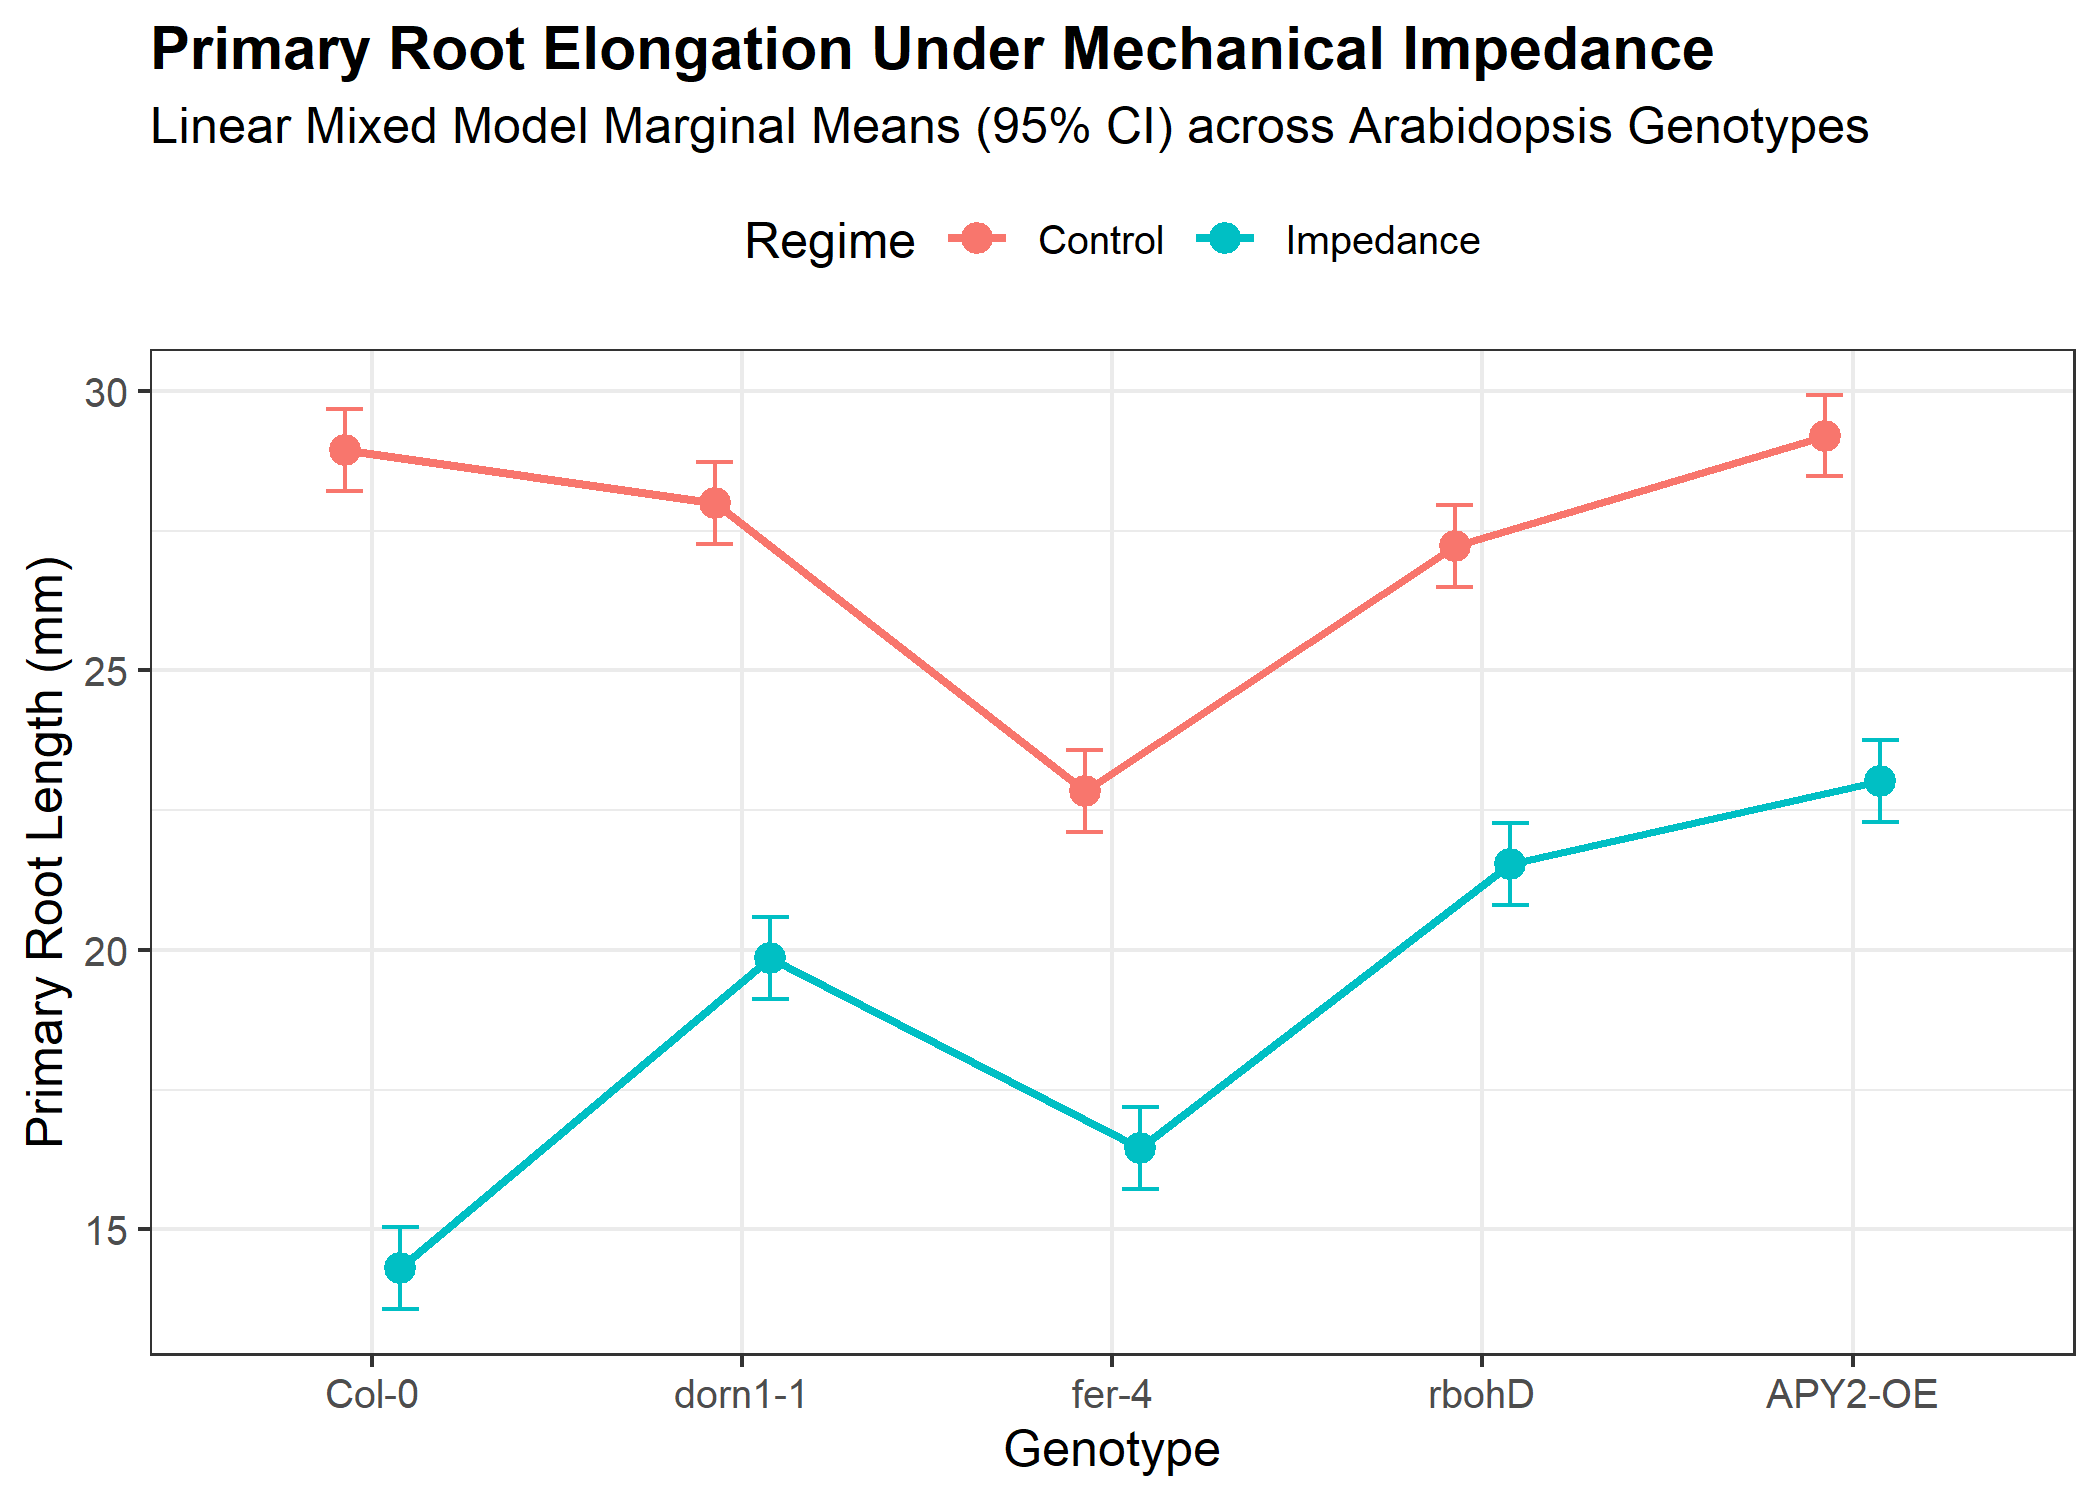 Primary Root Elongation Under Mechanical Impedance
Linear Mixed Model Marginal Means (95% CI) across Arabidopsis Genotypes
Regime Control Impedance
30
25
20
15
Primary Root Length (mm)
Col-0 dorn1-1 fer-4 rbohD APY2-OE
Genotype